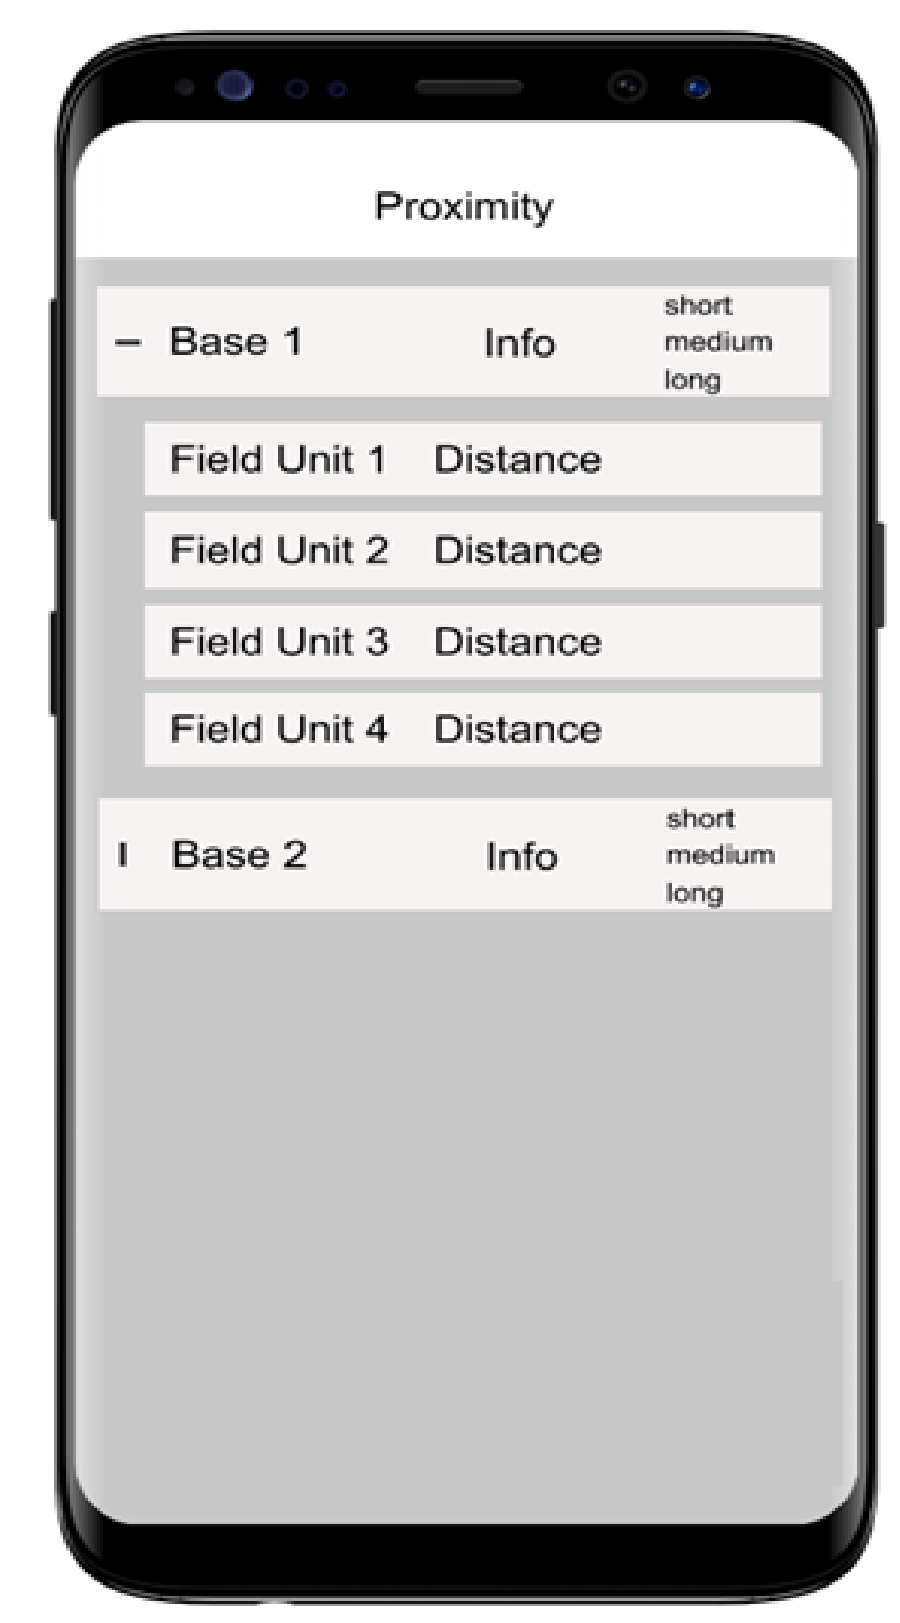 Proximity
– Base 1 Info short
medium
long
Field Unit 1 Distance
Field Unit 2 Distance
Field Unit 3 Distance
Field Unit 4 Distance
I Base 2 Info short
medium
long